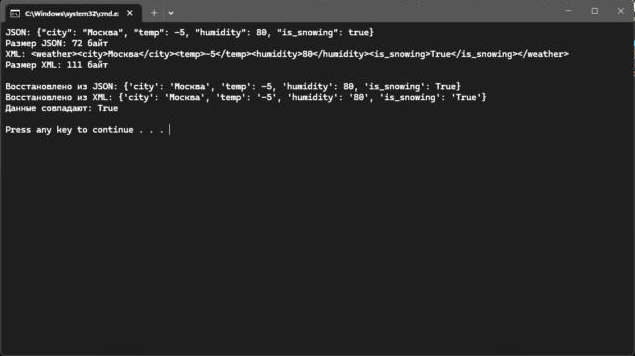 C:\Windows\system32\cmd.e:
JSON: {"city": "Москва", "temp": -5, "humidity": 80, "is_snowing": true}
Размер JSON: 72 байт
XML: <weather><city>Москва</city><temp>-5</temp><humidity>80</humidity><is_snowing>True</is_snowing></weather>
Размер XML: 111 байт
Восстановлено из JSON: {'city': 'Москва', 'temp': -5, 'humidity': 80, 'is_snowing': True}
Восстановлено из XML: {'city': 'Москва', 'temp': '-5', 'humidity': '80', 'is_snowing': 'True'}
Данные совпадают: True
Press any key to continue . . .